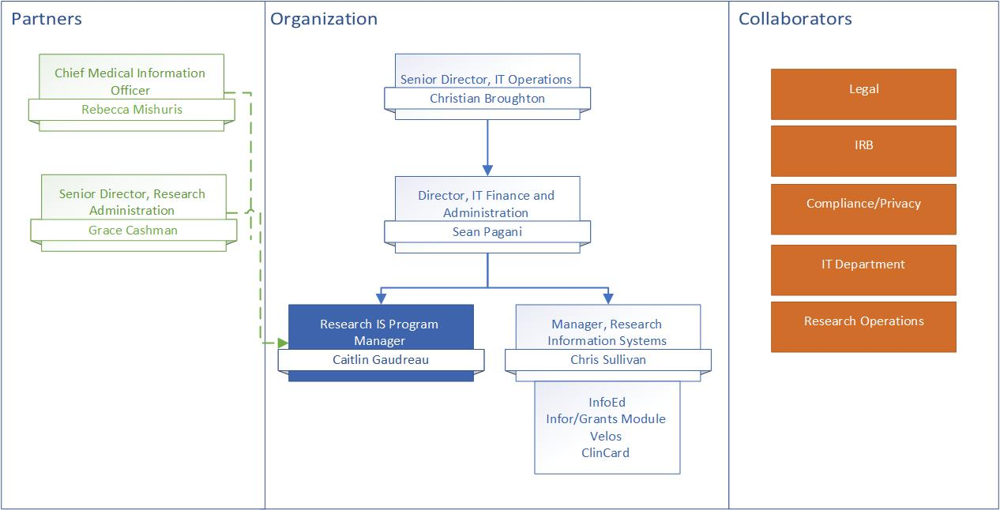 Partners
Chief Medical Information
Officer
Rebecca Mishuris
Senior Director, Research
Administration
Grace Cashman
Organization
Senior Director, IT Operations
Christian Broughton
Director, IT Finance and
Administration
Sean Pagani
Research IS Program
Manager
Caitlin Gaudreau
Manager, Research
Information Systems
Chris Sullivan
InfoEd
Infor/Grants Module
Velos
ClinCard
Collaborators
Legal
IRB
Compliance/Privacy
IT Department
Research Operations